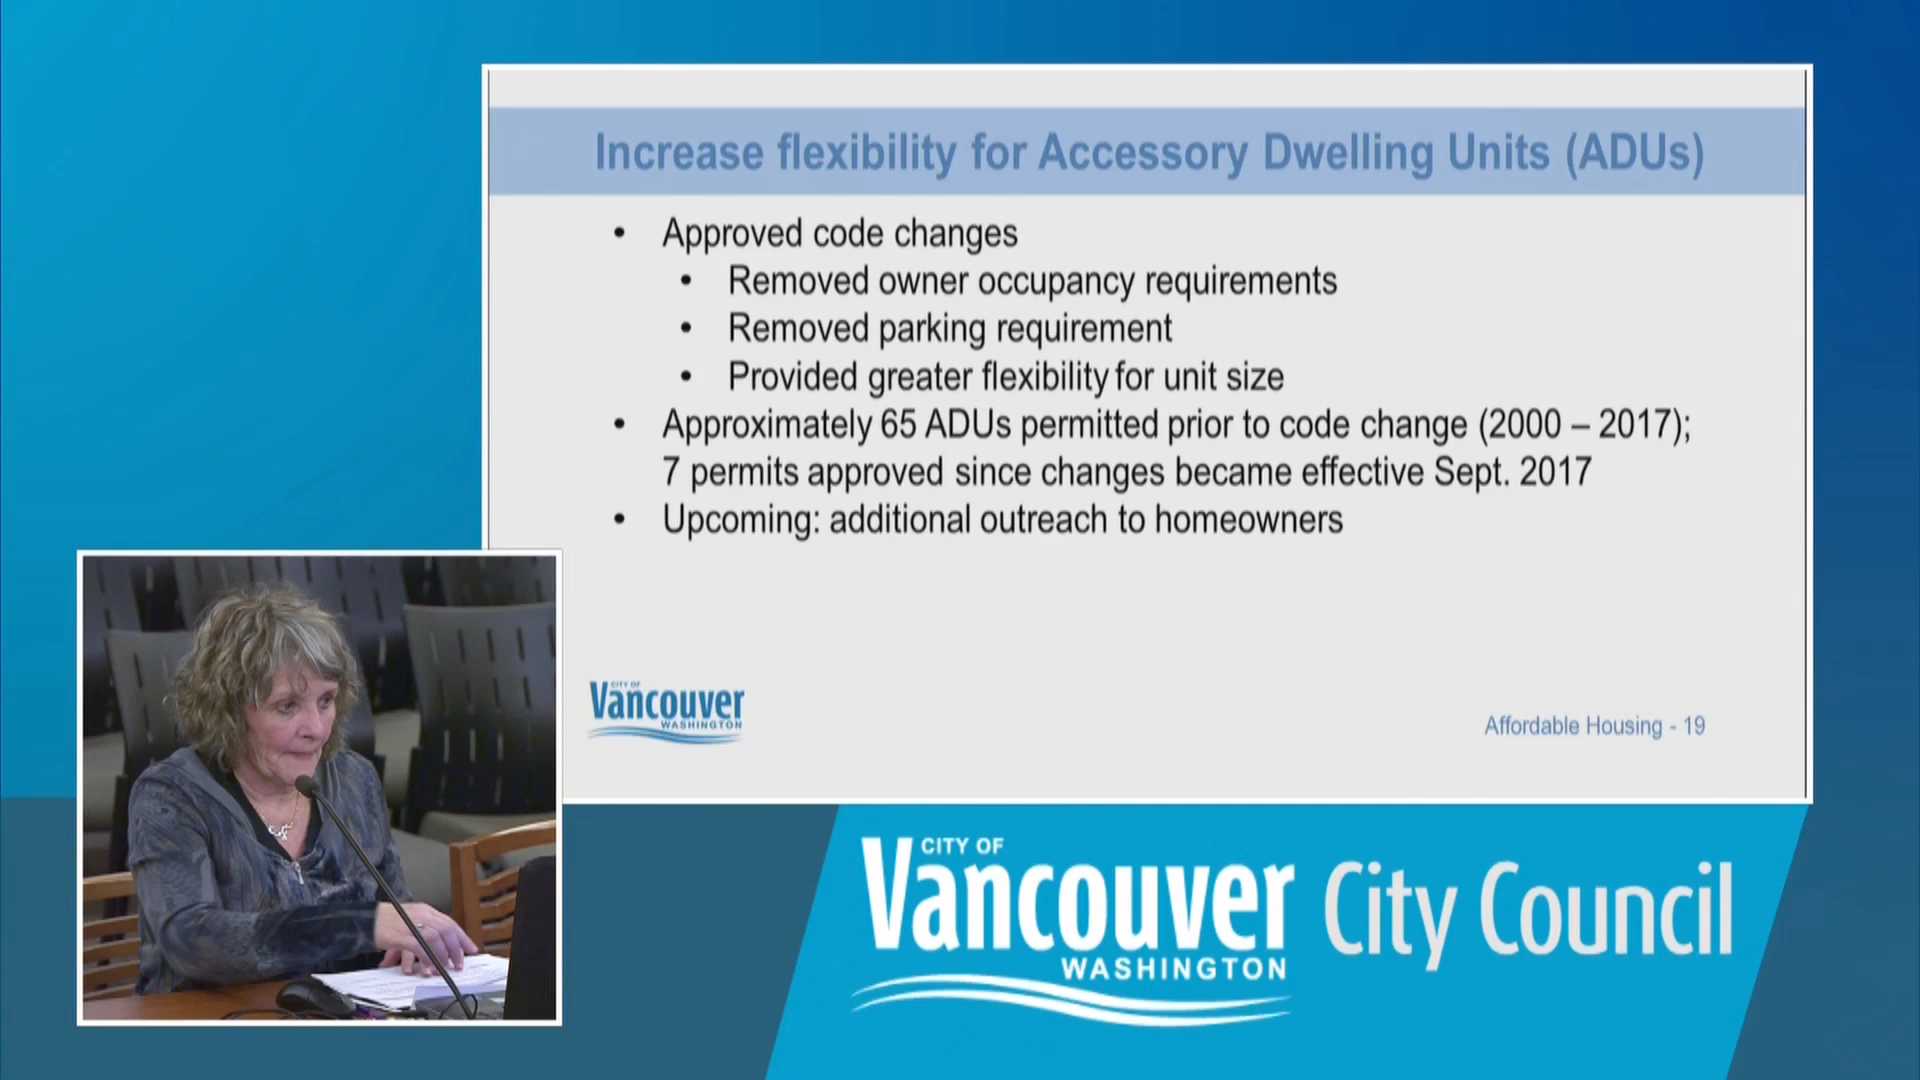 Increase flexibility for Accessory Dwelling Units (ADUs)
• Approved code changes
• Removed owner occupancy requirements
• Removed parking requirement
• Provided greater flexibility for unit size
• Approximately 65 ADUs permitted prior to code change (2000 – 2017);
7 permits approved since changes became effective Sept. 2017
• Upcoming: additional outreach to homeowners
CITY OF
Vancouver
WASHINGTON
Affordable Housing - 19
CITY OF
Vancouver
WASHINGTON
City Council